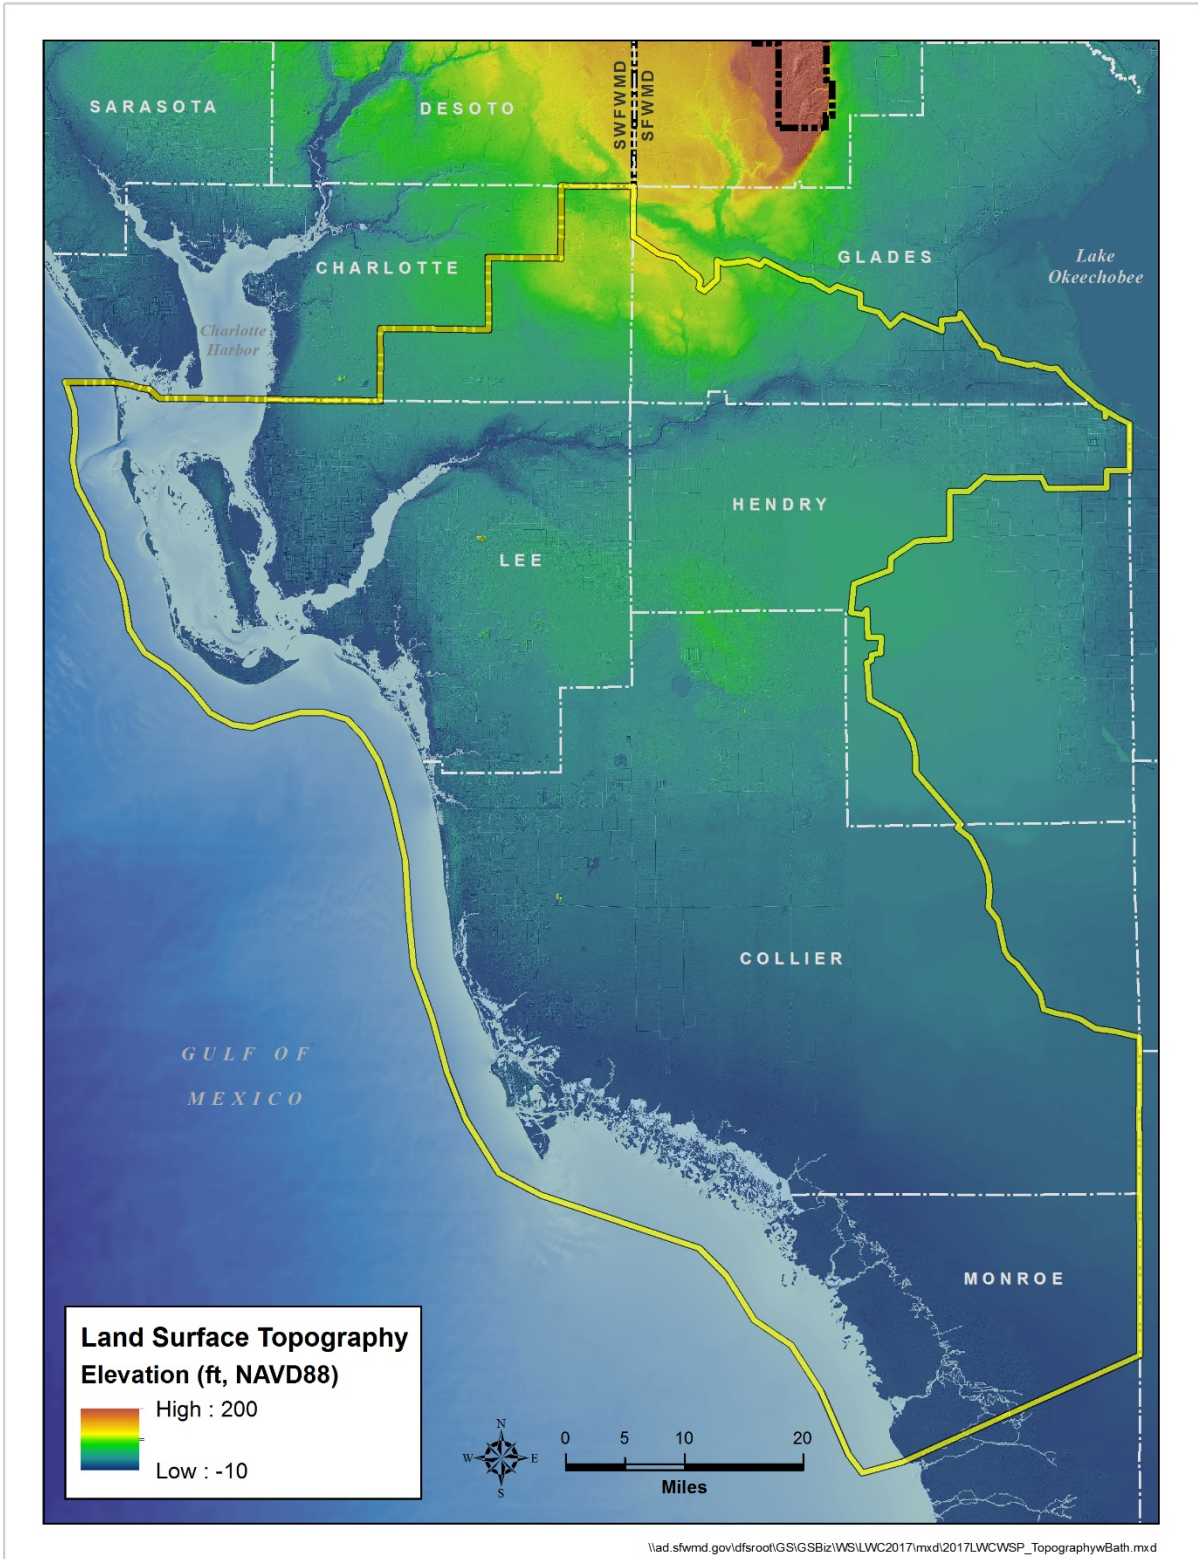 SARASOTA
DESOTO
SWFWMD
SFWMD
CHARLOTTE
GLADES
Lake
Okeechobee
Charlotte
Harbor
HENDRY
LEE
COLLIER
GULF OF
MEXICO
MONROE
Land Surface Topography
Elevation (ft, NAVD88)
High : 200
Low : -10
N
W
E
S
0 5 10 20
Miles
\\ad.sfwmd.gov\dfsroot\GS\GSBiz\WS\LWC2017\mxd\2017LWCWSP_TopographywBath.mxd